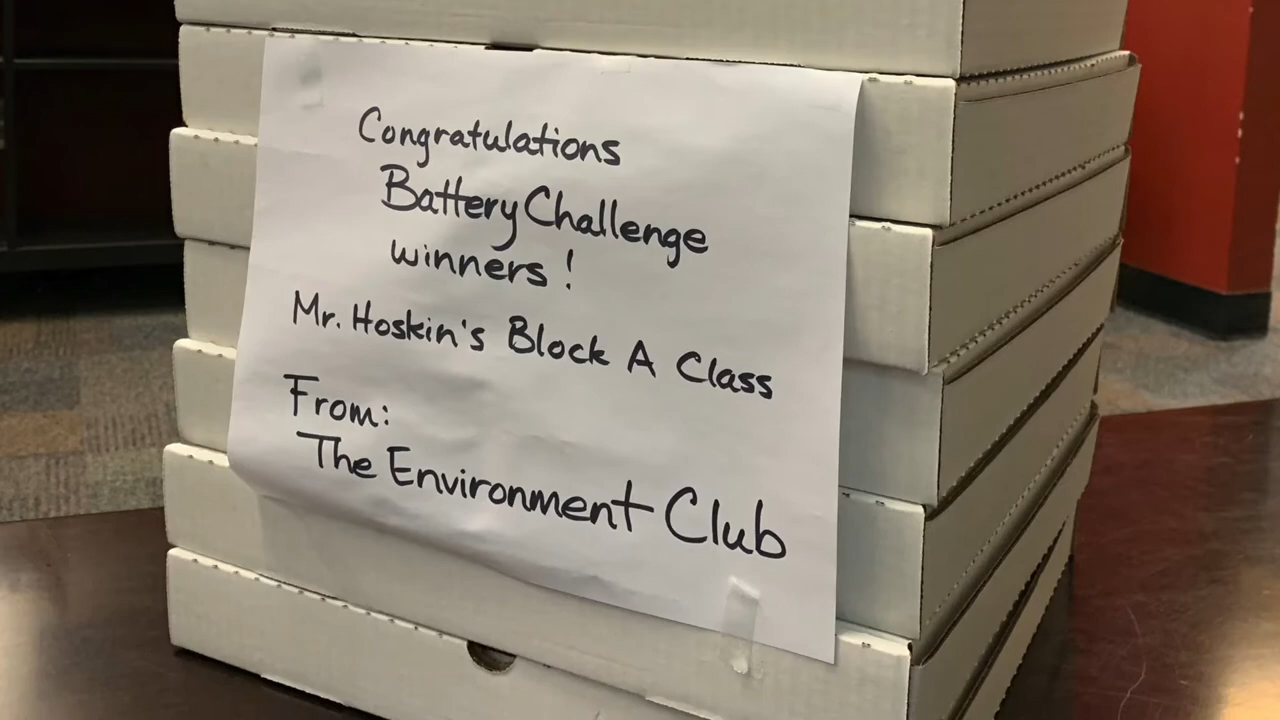 Congratulations
Battery Challenge
winners!
Mr. Hoskin's Block A Class
From:
The Environment Club